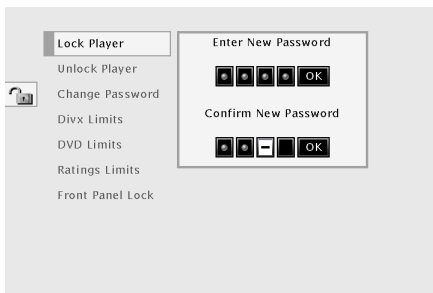 Lock Player
Unlock Player
Change Password
Divx Limits
DVD Limits
Ratings Limits
Front Panel Lock
Enter New Password
OK
Confirm New Password
OK